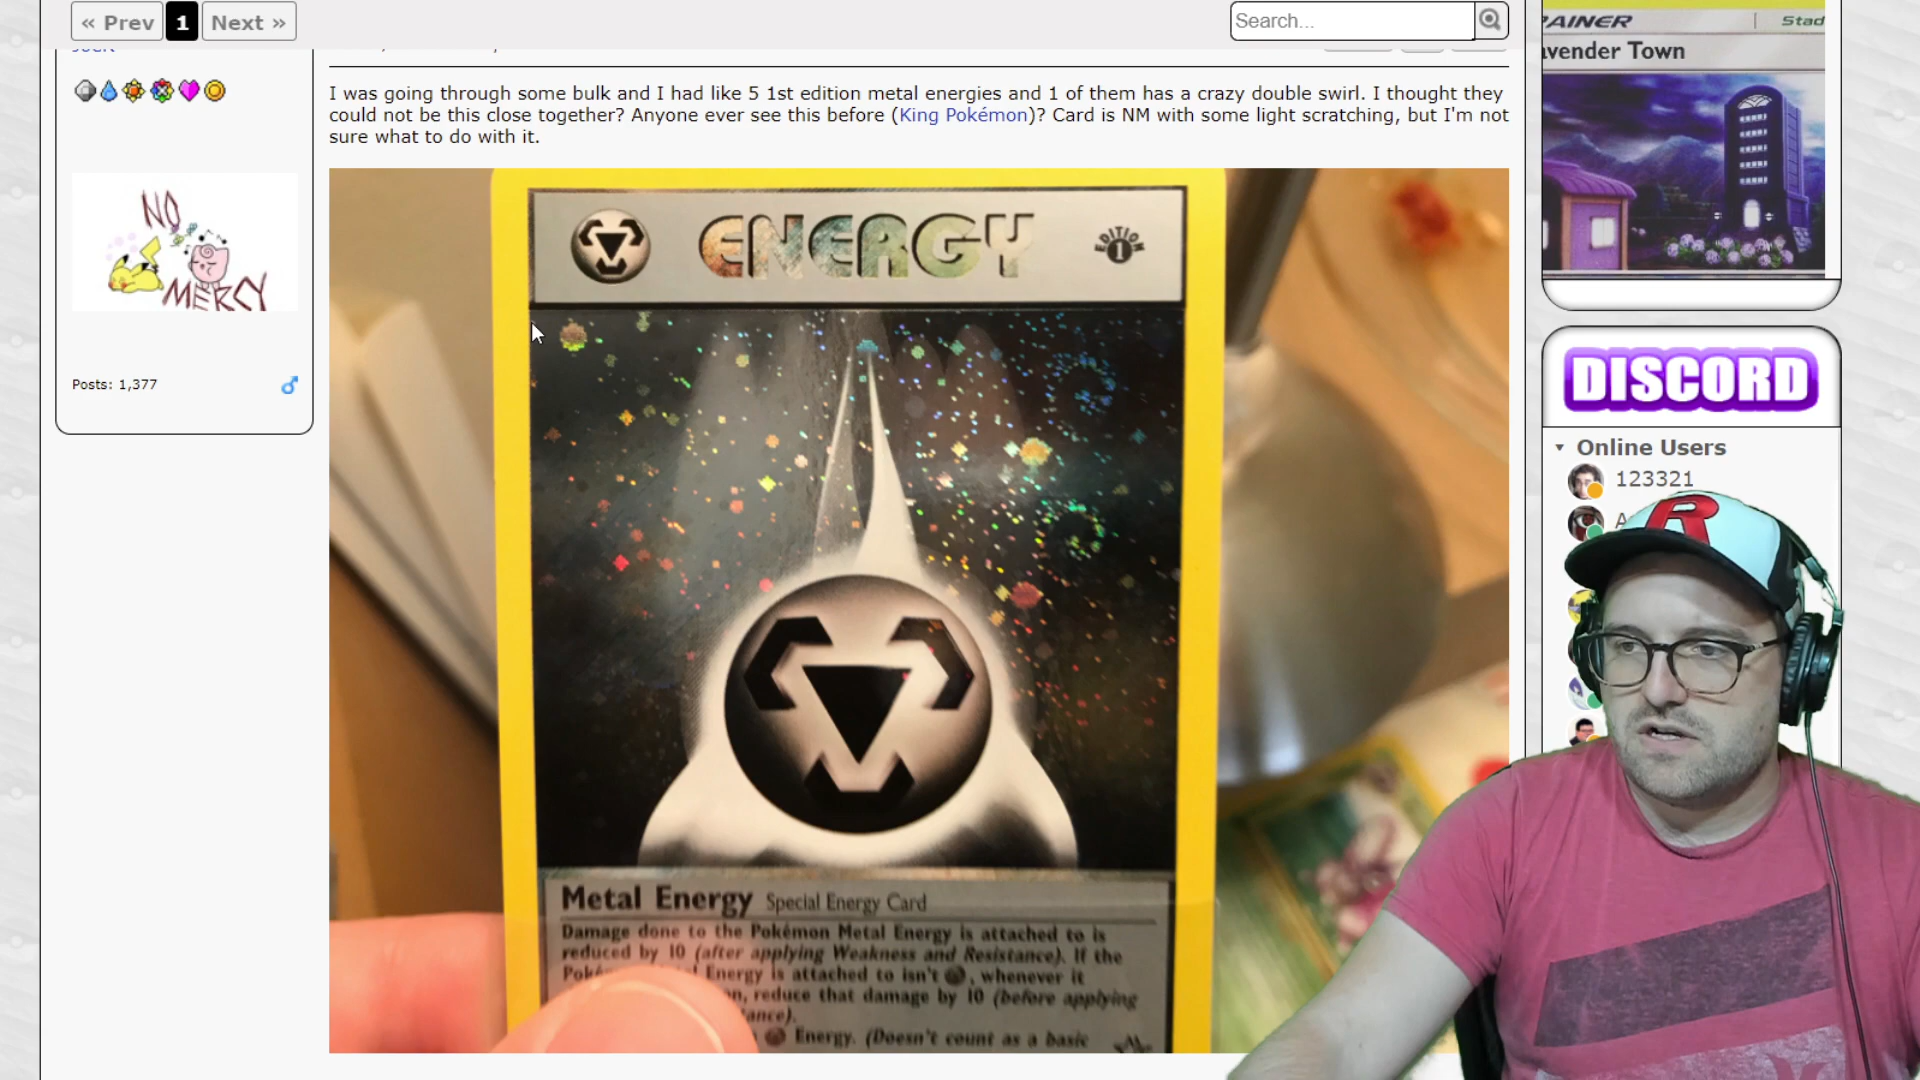 « Prev 1 Next »
Search...
I was going through some bulk and I had like 5 1st edition metal energies and 1 of them has a crazy double swirl. I thought they
could not be this close together? Anyone ever see this before (King Pokémon)? Card is NM with some light scratching, but I'm not
sure what to do with it.
NO
MERCY
Posts: 1,377
ENERGY
EDITION
1
Metal Energy Special Energy Card
Damage done to the Pokémon Metal Energy is attached to is
reduced by 10 (after applying Weakness and Resistance). If the
Energy is attached to isn't , whenever it
reduce that damage by 10 (before applying
Energy. (Doesn't count as a basic
Stad
Lavender Town
DISCORD
Online Users
123321
R